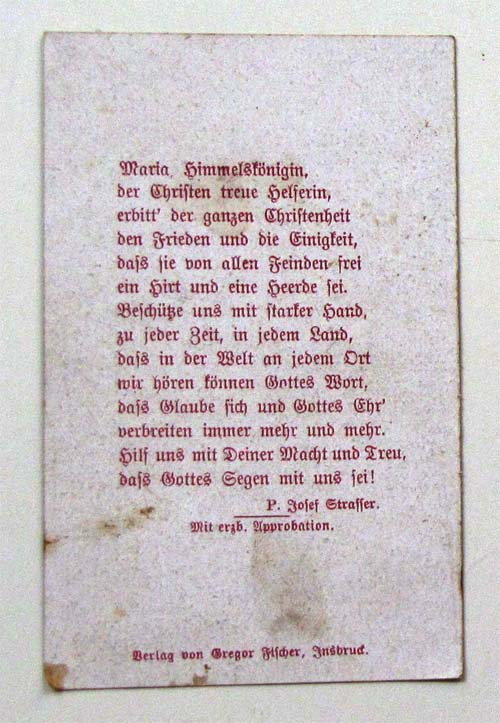 Maria, Himmelskönigin,
der Christen treue Helferin,
erbitt' der ganzen Christenheit
den Frieden und die Einigkeit,
dass sie von allen Feinden frei
ein Hirt und eine Heerde sei.
Beschütze uns mit starker Hand,
zu jeder Zeit, in jedem Land,
dass in der Welt an jedem Ort
wir hören können Gottes Wort,
dass Glaube sich und Gottes Ehr'
verbreiten immer mehr und mehr.
Hilf uns mit Deiner Macht und Treu,
dass Gottes Segen mit uns sei!
P. Josef Strasser.
Mit erzb. Approbation.
Verlag von Gregor Fischer, Innsbruck.